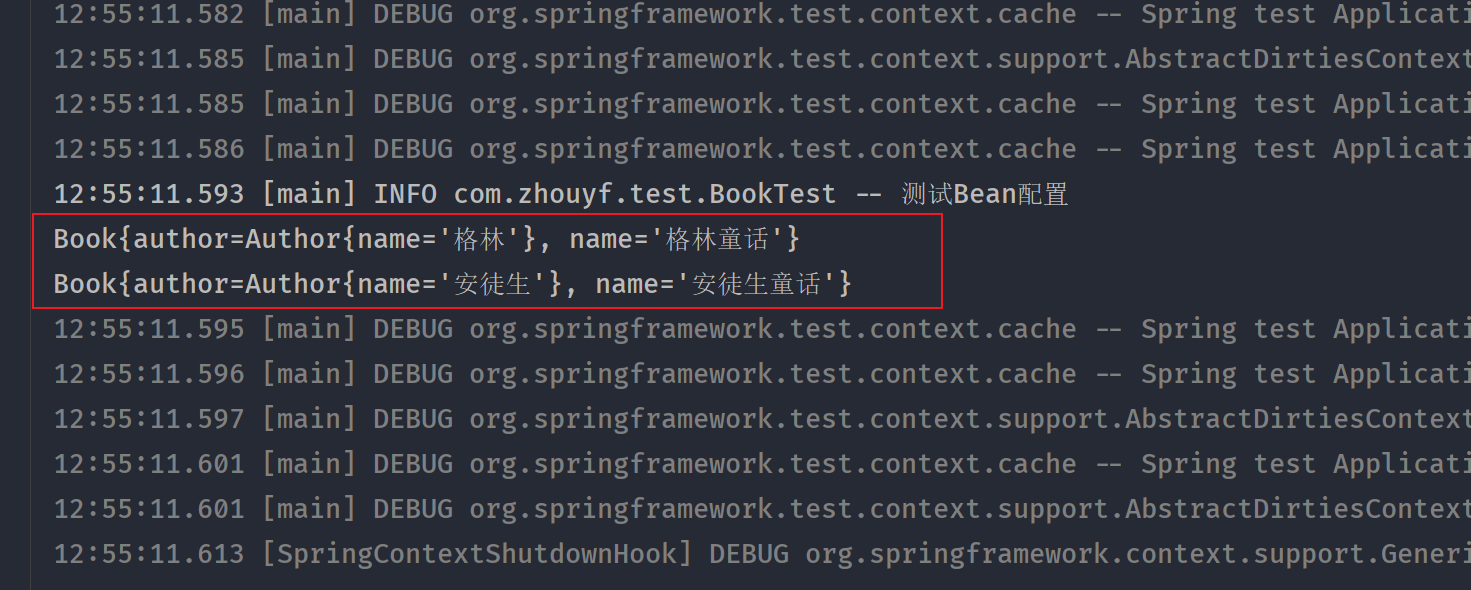 12:55:11.582 [main] DEBUG org.springframework.test.context.cache -- Spring test Applicati
12:55:11.585 [main] DEBUG org.springframework.test.context.support.AbstractDirtiesContext
12:55:11.585 [main] DEBUG org.springframework.test.context.cache -- Spring test Applicati
12:55:11.586 [main] DEBUG org.springframework.test.context.cache -- Spring test Applicati
12:55:11.593 [main] INFO com.zhouyf.test.BookTest -- 测试Bean配置
Book{author=Author{name='格林'}, name='格林童话'}
Book{author=Author{name='安徒生'}, name='安徒生童话'}
12:55:11.595 [main] DEBUG org.springframework.test.context.cache -- Spring test Applicati
12:55:11.596 [main] DEBUG org.springframework.test.context.cache -- Spring test Applicati
12:55:11.597 [main] DEBUG org.springframework.test.context.support.AbstractDirtiesContext
12:55:11.601 [main] DEBUG org.springframework.test.context.cache -- Spring test Applicati
12:55:11.601 [main] DEBUG org.springframework.test.context.support.AbstractDirtiesContext
12:55:11.613 [SpringContextShutdownHook] DEBUG org.springframework.context.support.Generi